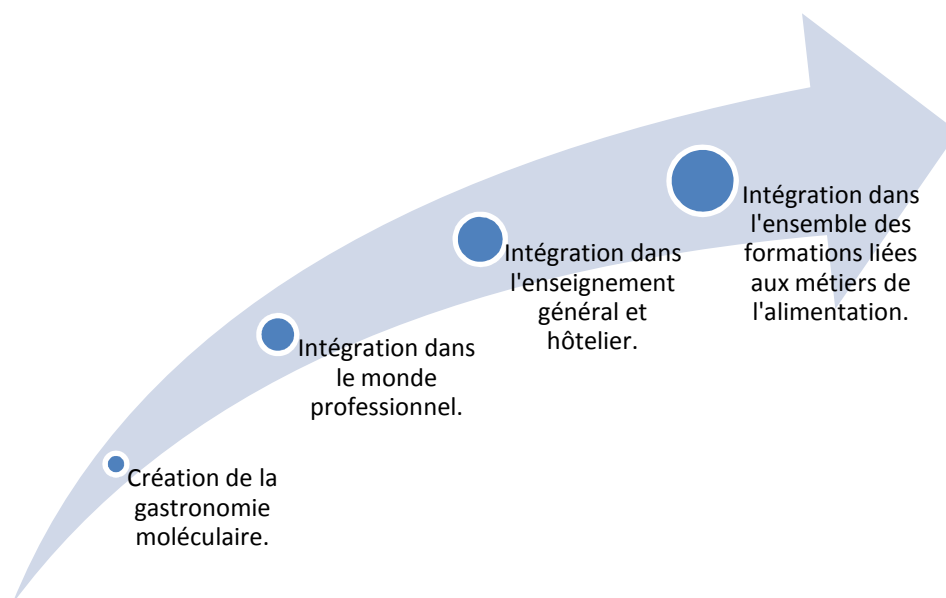 Création de la
gastronomie
moléculaire.
Intégration dans
le monde
professionnel.
Intégration dans
l'enseignement
général et
hôtelier.
Intégration dans
l'ensemble des
formations liées
aux métiers de
l'alimentation.